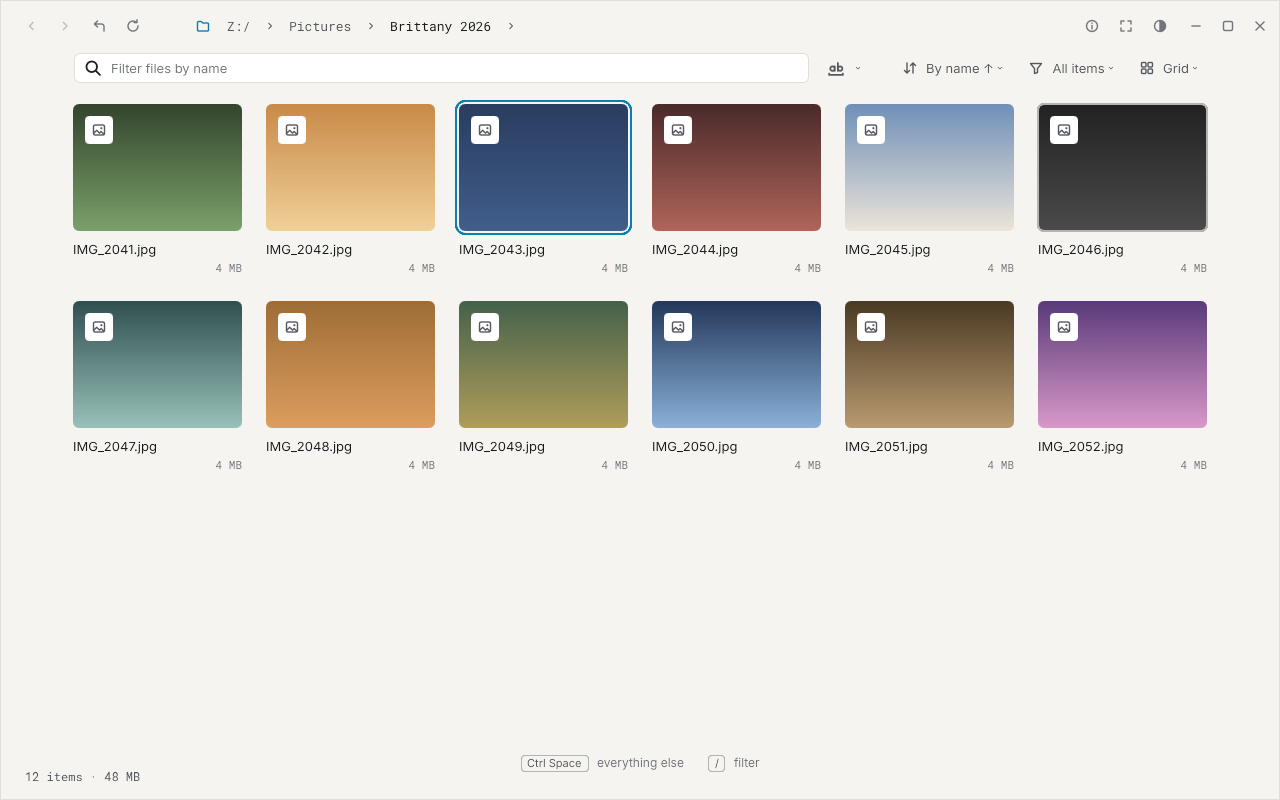 Z:/ Pictures Brittany 2026
Filter files by name ab By name ↑ All items Grid
IMG_2041.jpg IMG_2042.jpg IMG_2043.jpg IMG_2044.jpg IMG_2045.jpg IMG_2046.jpg
4 MB 4 MB 4 MB 4 MB 4 MB 4 MB
IMG_2047.jpg IMG_2048.jpg IMG_2049.jpg IMG_2050.jpg IMG_2051.jpg IMG_2052.jpg
4 MB 4 MB 4 MB 4 MB 4 MB 4 MB
Ctrl Space everything else / filter
12 items · 48 MB